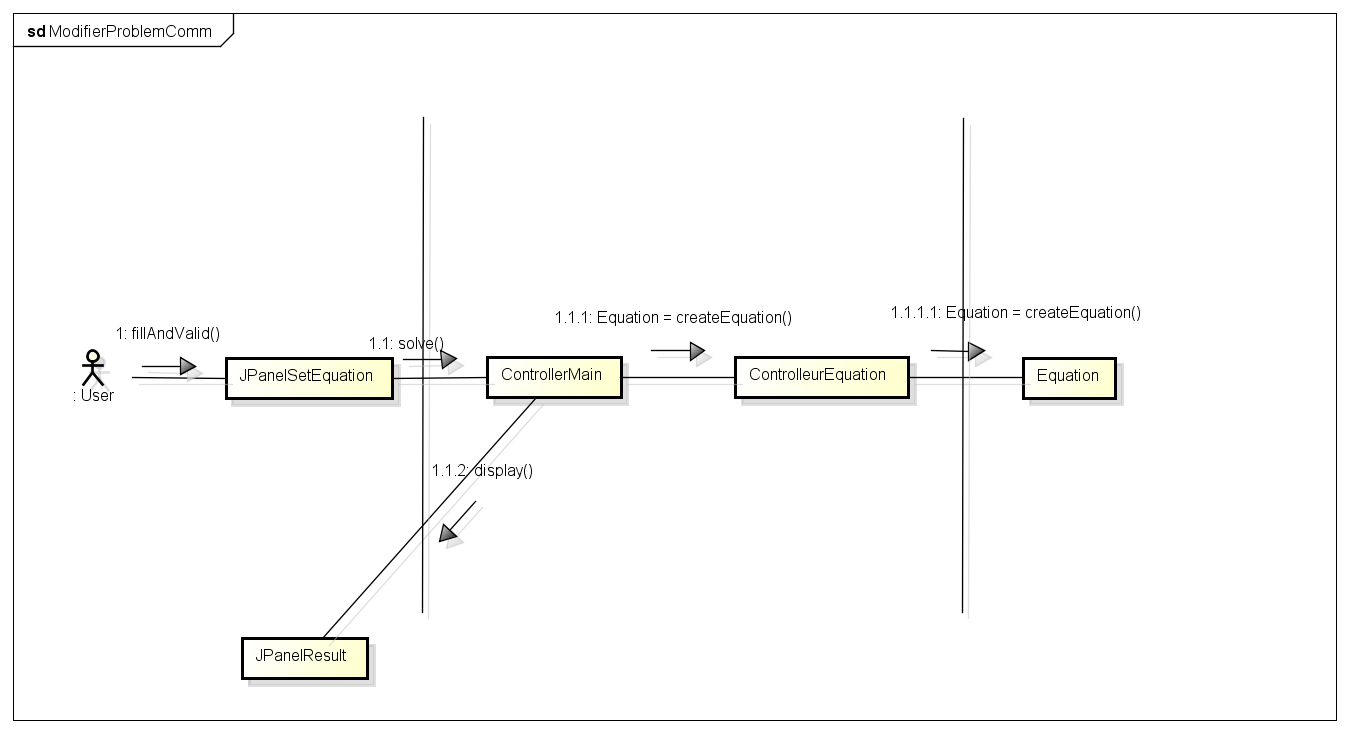 sd ModifierProblemComm
1.1.1: Equation = createEquation()
1.1.1.1: Equation = createEquation()
1: fillAndValid()
1.1: solve()
JPanelSetEquation
ControllerMain
ControlleurEquation
Equation
: User
1.1.2: display()
JPanelResult